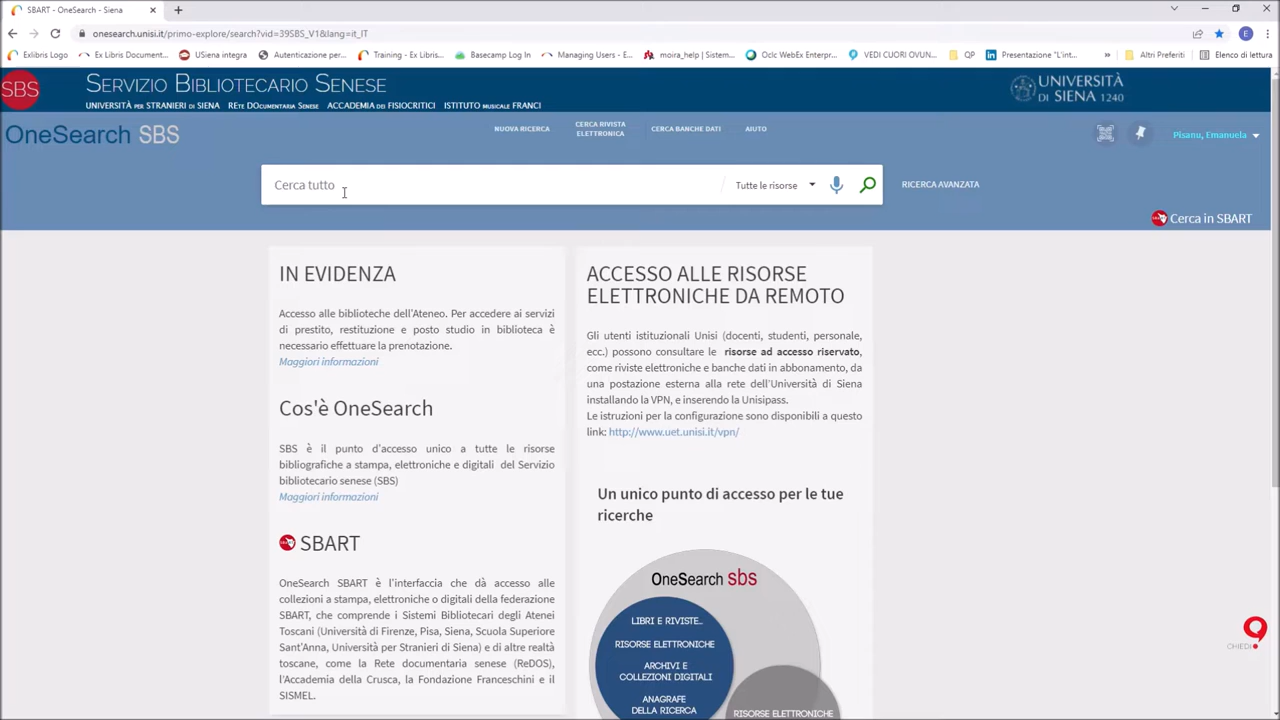 SBART - OneSearch - Siena
onesearch.unisi.it/primo-explore/search?vid=39SBS_V1&lang=it_IT
E
Exlibris Logo
Ex Libris Document...
USiena integra
Autenticazione per...
Training - Ex Libris...
Basecamp Log In
Managing Users - E...
moira_help | Sistem...
Oclc WebEx Enterpr...
VEDI CUORI OVUN...
QP
Presentazione "L'int...
»
Altri Preferiti
Elenco di lettura
SBS
SERVIZIO BIBLIOTECARIO SENESE
UNIVERSITÀ PER STRANIERI DI SIENA RETE DOCUMENTARIA SENESE ACCADEMIA DEI FISIOCRITICI ISTITUTO MUSICALE FRANCI
UNIVERSITÀ
DI SIENA 1240
OneSearch SBS
NUOVA RICERCA
CERCA RIVISTA
ELETTRONICA
CERCA BANCHE DATI
AIUTO
Pisanu, Emanuela
Cerca tutto
Tutte le risorse
RICERCA AVANZATA
Cerca in SBART
IN EVIDENZA
Accesso alle biblioteche dell'Ateneo. Per accedere ai servizi
di prestito, restituzione e posto studio in biblioteca è
necessario effettuare la prenotazione.
Maggiori informazioni
Cos'è OneSearch
SBS è il punto d'accesso unico a tutte le risorse
bibliografiche a stampa, elettroniche e digitali del Servizio
bibliotecario senese (SBS)
Maggiori informazioni
SBART
OneSearch SBART è l'interfaccia che dà accesso alle
collezioni a stampa, elettroniche o digitali della federazione
SBART, che comprende i Sistemi Bibliotecari degli Atenei
Toscani (Università di Firenze, Pisa, Siena, Scuola Superiore
Sant'Anna, Università per Stranieri di Siena) e di altre realtà
toscane, come la Rete documentaria senese (ReDOS),
l'Accademia della Crusca, la Fondazione Franceschini e il
SISMEL.
ACCESSO ALLE RISORSE
ELETTRONICHE DA REMOTO
Gli utenti istituzionali Unisi (docenti, studenti, personale,
ecc.) possono consultare le risorse ad accesso riservato,
come riviste elettroniche e banche dati in abbonamento, da
una postazione esterna alla rete dell'Università di Siena
installando la VPN, e inserendo la Unisipass.
Le istruzioni per la configurazione sono disponibili a questo
link: http://www.uet.unisi.it/vpn/
Un unico punto di accesso per le tue
ricerche
OneSearch sbs
LIBRI E RIVISTE...
RISORSE ELETTRONICHE
ARCHIVI E
COLLEZIONI DIGITALI
ANAGRAFE
DELLA RICERCA
RISORSE ELETTRONICHE
CHIEDI